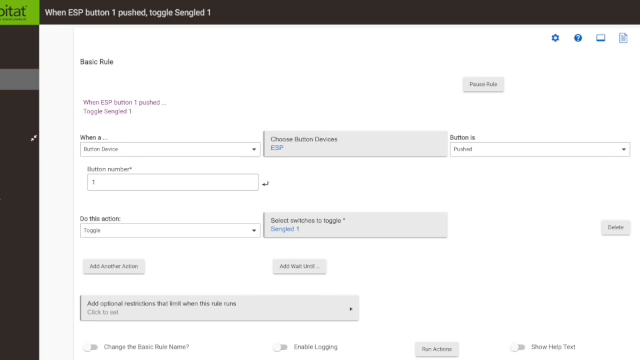 When ESP button 1 pushed, toggle Sengled 1
Basic Rule
Pause Rule
When ESP button 1 pushed ...
Toggle Sengled 1
When a ...
Choose Button Devices
Button is
Button Device
ESP
Pushed
Button number*
1
Do this action:
Select switches to toggle *
Toggle
Sengled 1
Delete
Add Another Action
Add Wait Until ...
Add optional restrictions that limit when this rule runs
Click to set
Change the Basic Rule Name?
Enable Logging
Run Actions
Show Help Text